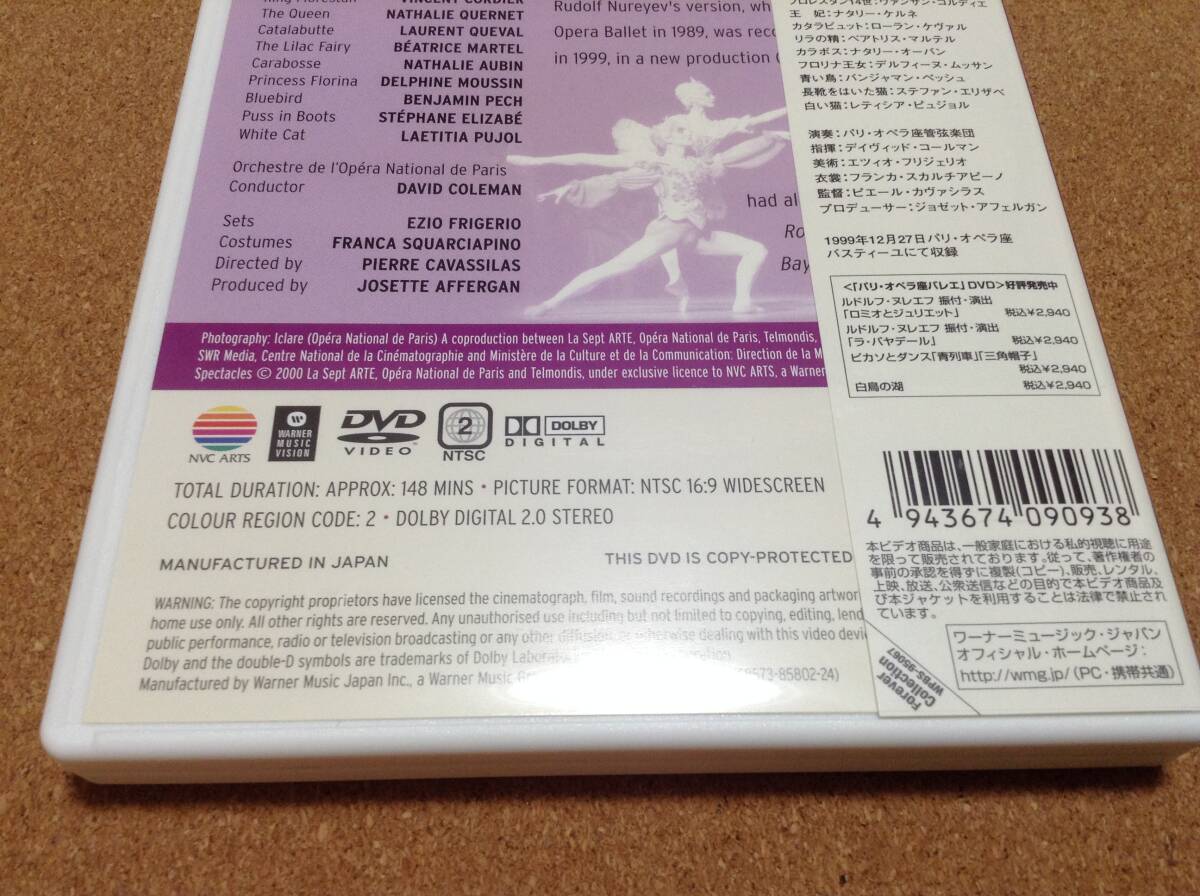 VINCENT CORDIER
The Queen NATHALIE QUERNET
Catalabutte LAURENT QUEVAL
The Lilac Fairy BÉATRICE MARTEL
Carabosse NATHALIE AUBIN
Princess Florina DELPHINE MOUSSIN
Bluebird BENJAMIN PECH
Puss in Boots STÉPHANE ELIZABÉ
White Cat LAETITIA PUJOL
Orchestre de l'Opéra National de Paris
Conductor DAVID COLEMAN
Sets EZIO FRIGERIO
Costumes FRANCA SQUARCIAPINO
Directed by PIERRE CAVASSILAS
Produced by JOSETTE AFFERGAN
Rudolf Nureyev's version, wh
Opera Ballet in 1989, was rec
in 1999, in a new production
had al
Ro
Bay
Photography: Iclare (Opéra National de Paris) A coproduction between La Sept ARTE, Opéra National de Paris, Telmondis,
SWR Media, Centre National de la Cinématographie and Ministère de la Culture et de la Communication: Direction de la M
Spectacles © 2000 La Sept ARTE, Opéra National de Paris and Telmondis, under exclusive licence to NVC ARTS, a Warner
NVC ARTS
WARNER
MUSIC
VISION
DVD
VIDEO
2
NTSC
DOLBY
DIGITAL
TOTAL DURATION: APPROX: 148 MINS • PICTURE FORMAT: NTSC 16:9 WIDESCREEN
COLOUR REGION CODE: 2 • DOLBY DIGITAL 2.0 STEREO
MANUFACTURED IN JAPAN THIS DVD IS COPY-PROTECTED
WARNING: The copyright proprietors have licensed the cinematograph, film, sound recordings and packaging artwor
home use only. All other rights are reserved. Any unauthorised use including but not limited to copying, editing, lend
public performance, radio or television broadcasting or any other diffusion, or otherwise dealing with this video devi
Dolby and the double-D symbols are trademarks of Dolby
Manufactured by Warner Music Japan Inc., a Warner Music 8573-85802-24)
フロレスタン14世:ヴァンサン・コルディエ
王 妃:ナタリー・ケルネ
カタラビュット:ローラン・ケヴァル
リラの精:ベアトリス・マルテル
カラボス:ナタリー・オーバン
フロリナ王女:デルフィーヌ・ムッサン
青い鳥:バンジャマン・ペッシュ
長靴をはいた猫:ステファン・エリザベ
白い猫:レティシア・ピュジョル
演奏:パリ・オペラ座管弦楽団
指揮:デイヴィッド・コールマン
美術:エツィオ・フリジェリオ
衣裳:フランカ・スカルチアピーノ
監督:ピエール・カヴァシラス
プロデューサー:ジョゼット・アフェルガン
1999年12月27日パリ・オペラ座
バスティーユにて収録
<「パリ・オペラ座バレエ」DVD>好評発売中
ルドルフ・ヌレエフ 振付・演出
「ロミオとジュリエット」 税込¥2,940
ルドルフ・ヌレエフ 振付・演出
「ラ・バヤデール」 税込¥2,940
ピカソとダンス「青列車」「三角帽子」
税込¥2,940
白鳥の湖 税込¥2,940
4 943674 090938
本ビデオ商品は、一般家庭における私的視聴に用途
を限って販売されております。従って、著作権者の
事前の承認を得ずに複製(コピー)、販売、レンタル、
上映、放送、公衆送信などの目的で本ビデオ商品及
び本ジャケットを利用することは法律で禁止され
ています。
Forever
Collection
WPBS-95067
ワーナーミュージック・ジャパン
オフィシャル・ホームページ:
http://wmg.jp/(PC・携帯共通)